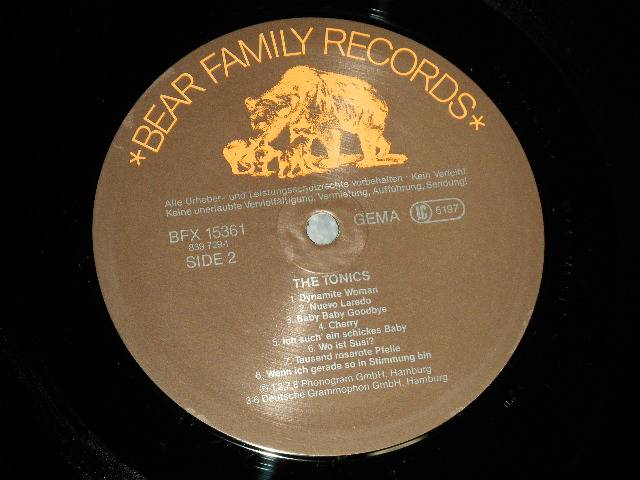 *BEAR FAMILY RECORDS*
Alle Urheber- und Leistungsschutzrechte vorbehalten · Kein Verleih!
Keine unerlaubte Vervielfältigung, Vermietung, Aufführung, Sendung!
BFX 15361
839 729-1
SIDE 2
GEMA
LC 5197
THE TONICS
1. Dynamite Woman
2. Nuevo Laredo
3. Baby Baby Goodbye
4. Cherry
5. Ich such' ein schickes Baby
6. Wo ist Susi?
7. Tausend rosarote Pfeile
8. Wenn ich gerade so in Stimmung bin
℗ 1,2,7,8 Phonogram GmbH, Hamburg
3-6 Deutsche Grammophon GmbH, Hamburg